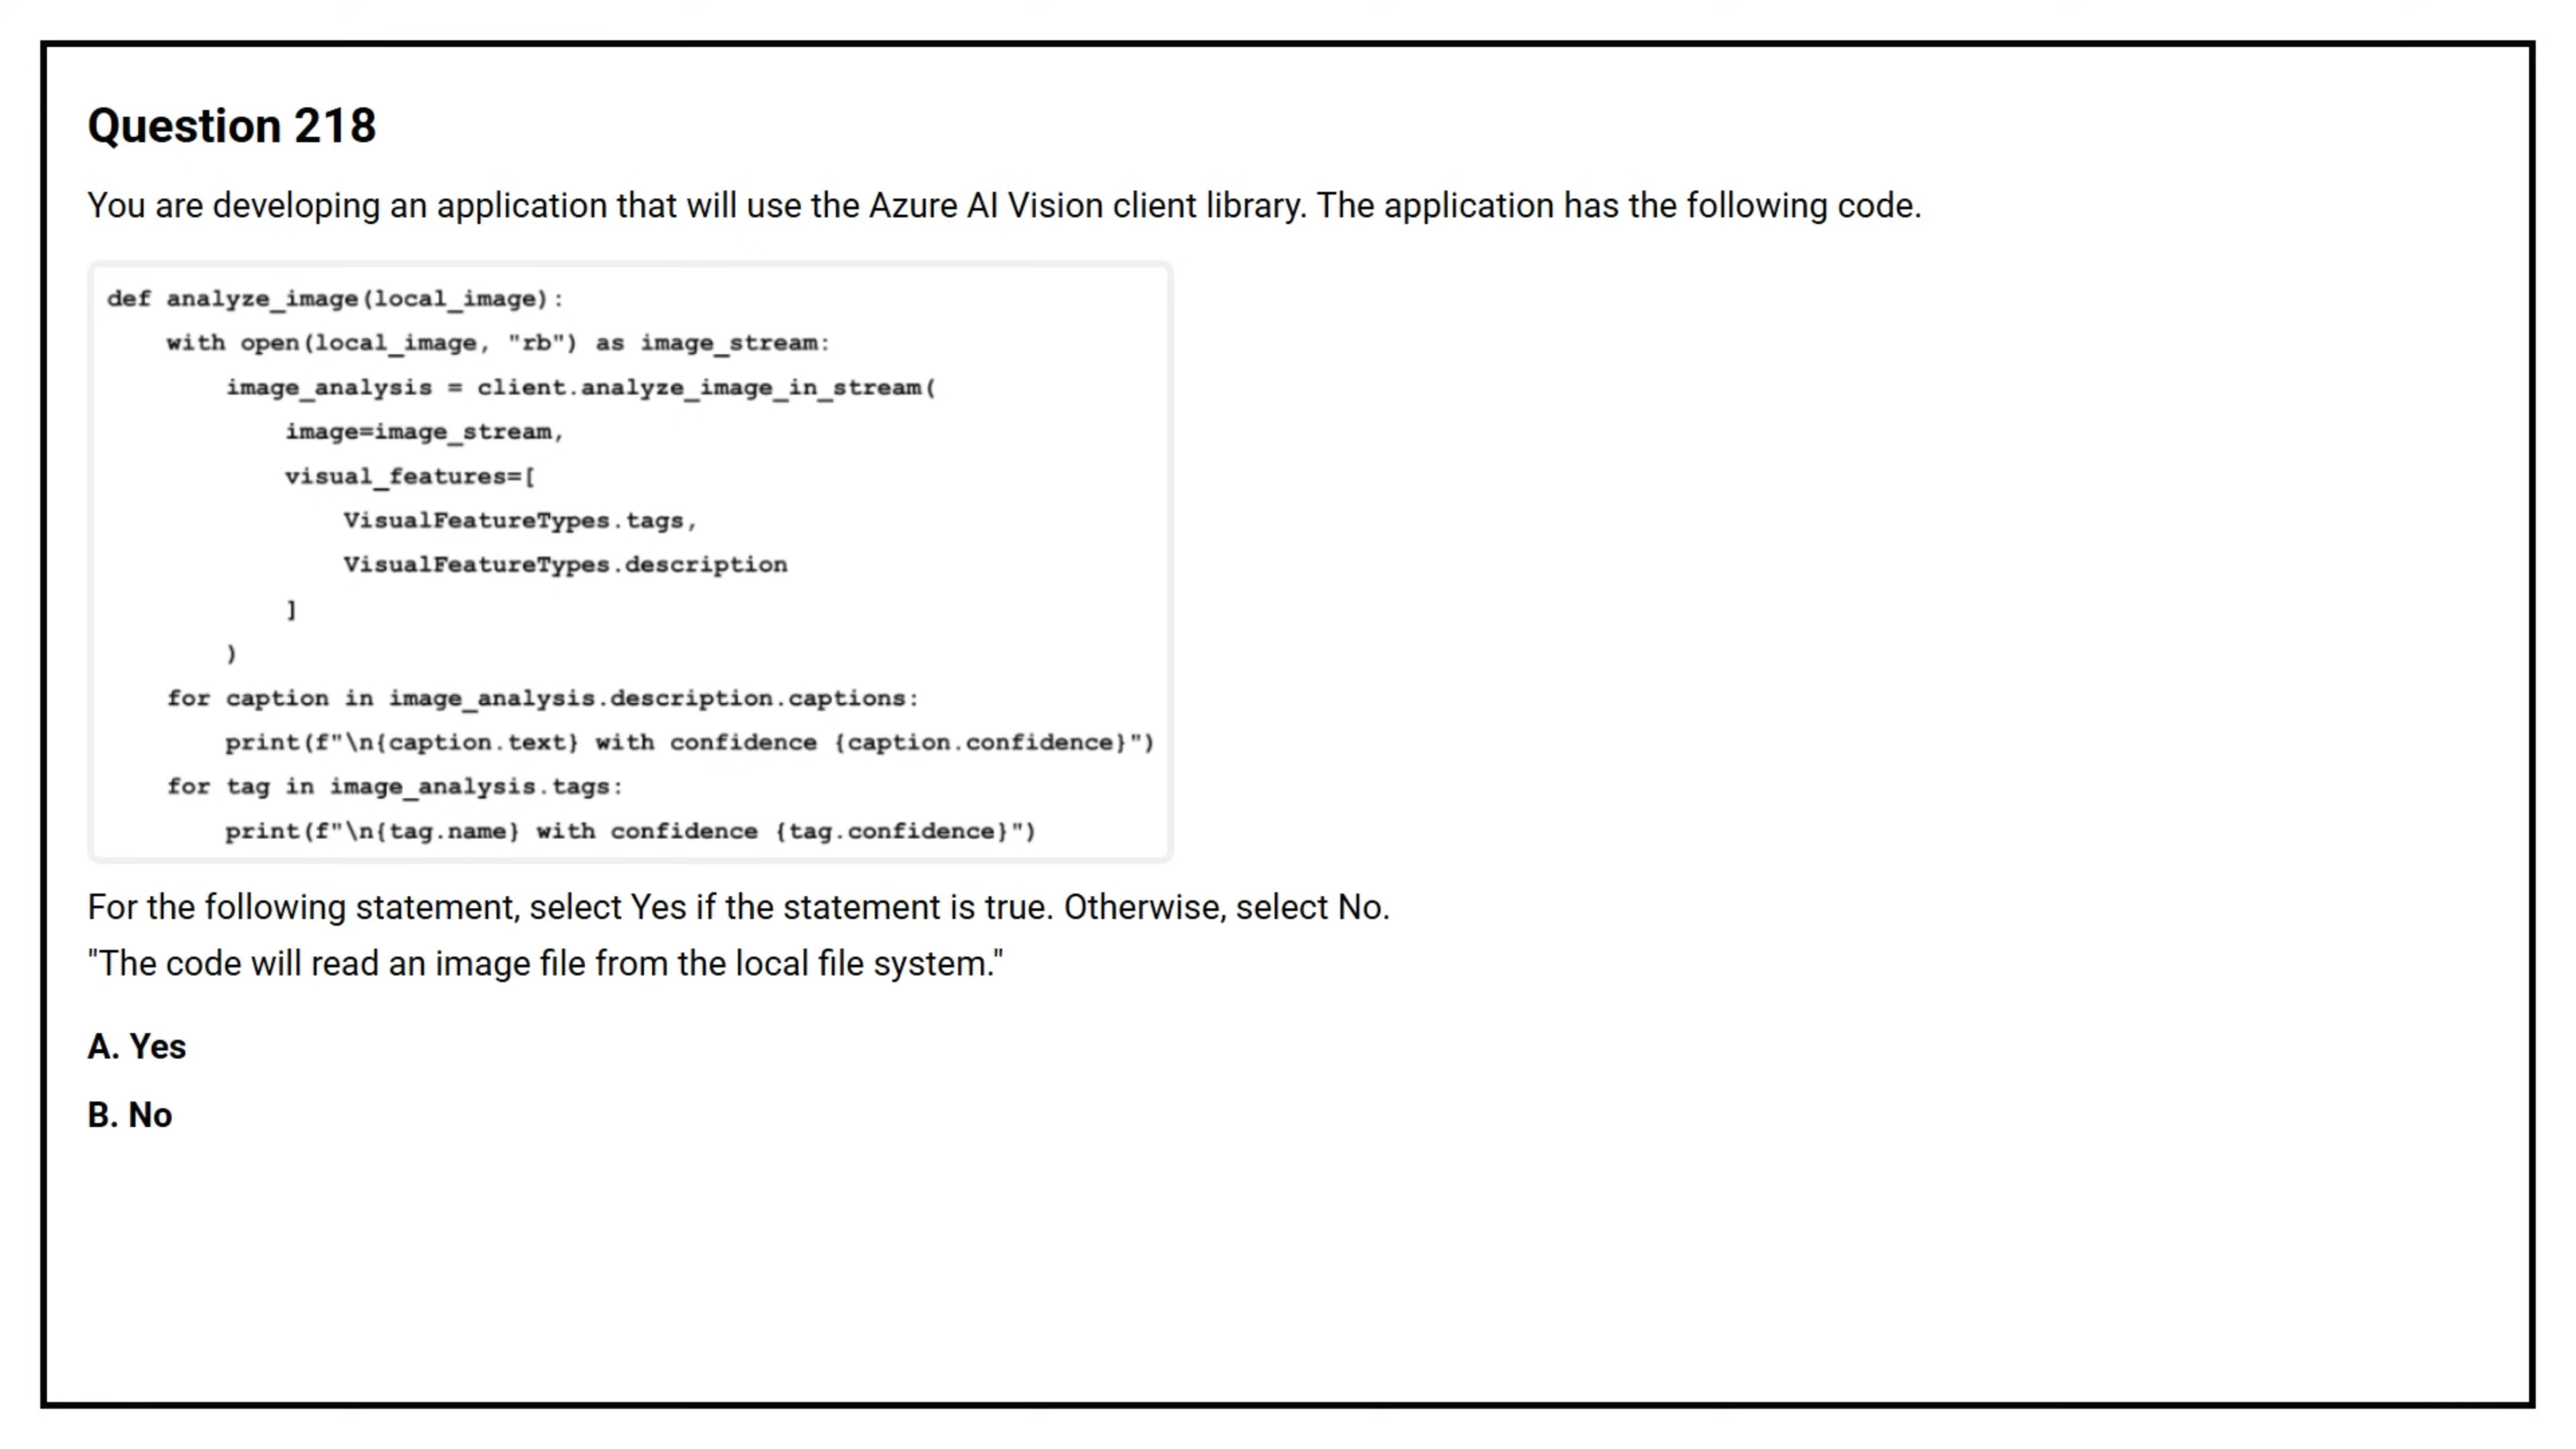 Question 218
You are developing an application that will use the Azure AI Vision client library. The application has the following code.
def analyze_image(local_image):
    with open(local_image, "rb") as image_stream:
        image_analysis = client.analyze_image_in_stream(
            image=image_stream,
            visual_features=[
                VisualFeatureTypes.tags,
                VisualFeatureTypes.description
            ]
        )
    for caption in image_analysis.description.captions:
        print(f"\n{caption.text} with confidence {caption.confidence}")
    for tag in image_analysis.tags:
        print(f"\n{tag.name} with confidence {tag.confidence}")
For the following statement, select Yes if the statement is true. Otherwise, select No.
"The code will read an image file from the local file system."
A. Yes
B. No